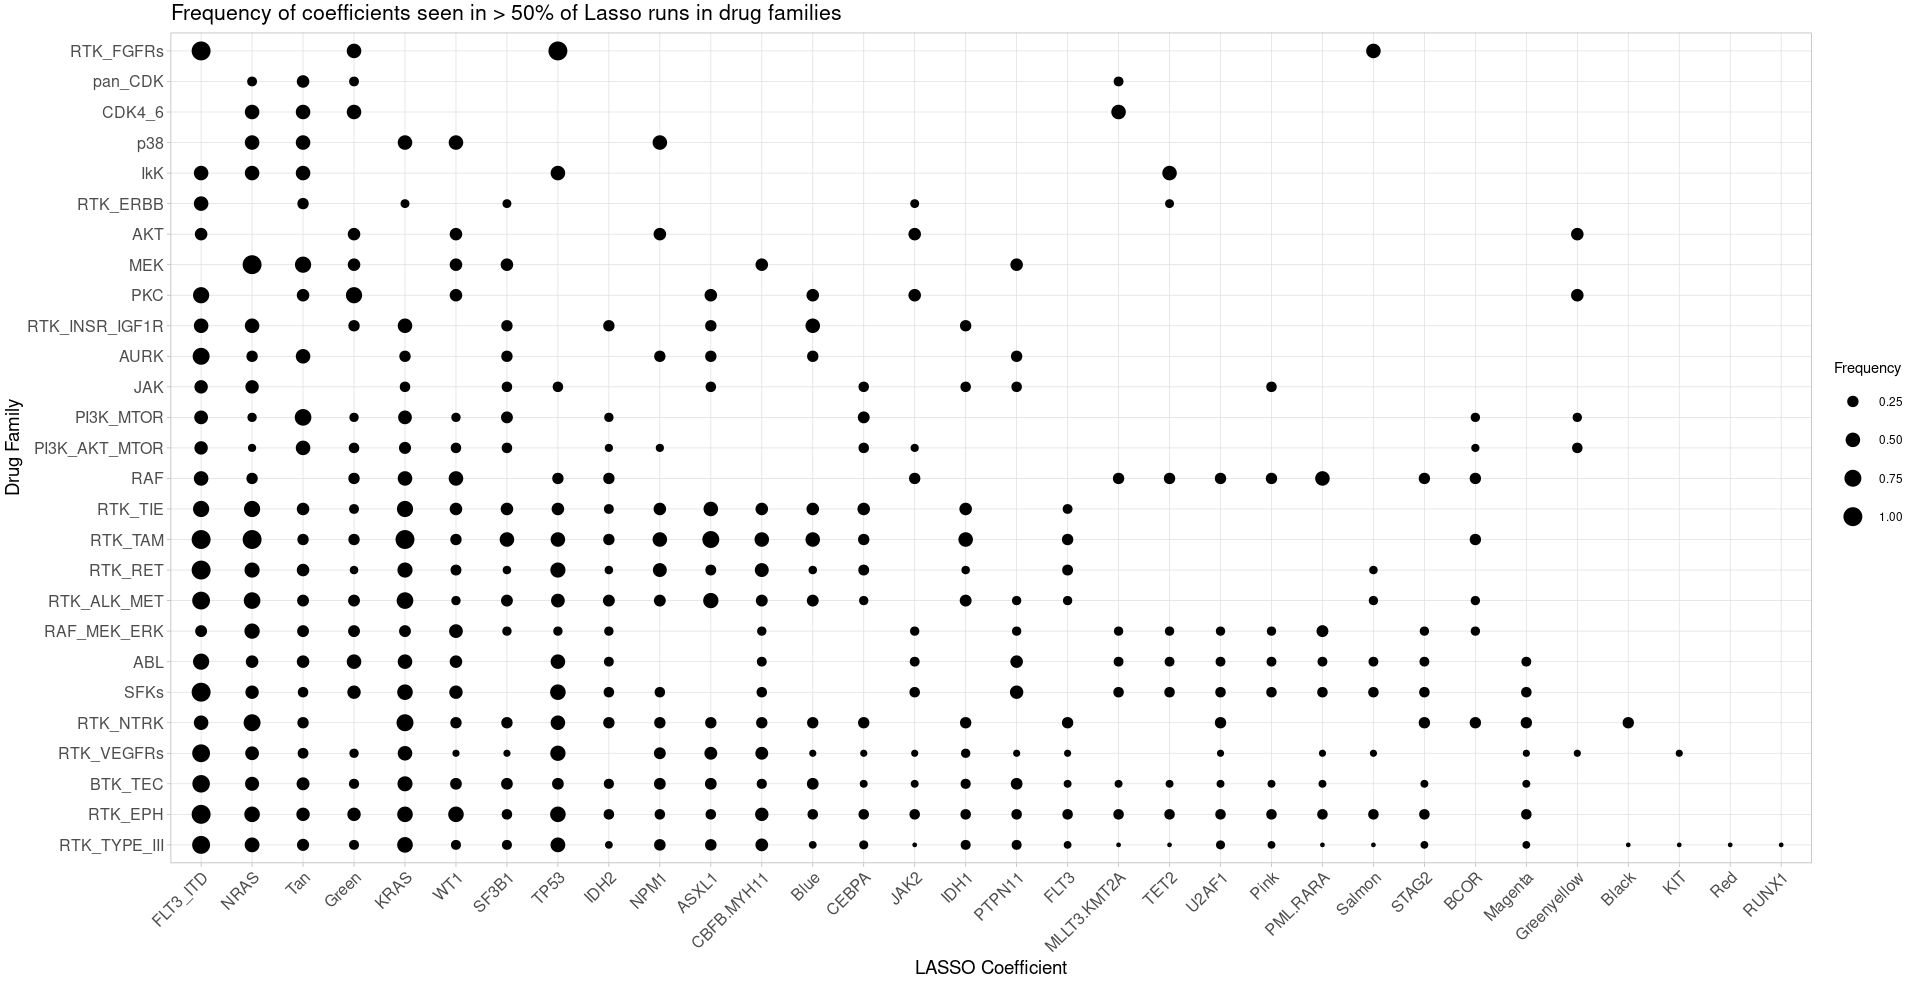 Frequency of coefficients seen in > 50% of Lasso runs in drug families
RTK_FGFRs
pan_CDK
CDK4_6
p38
IkK
RTK_ERBB
AKT
MEK
PKC
RTK_INSR_IGF1R
AURK
JAK
PI3K_MTOR
PI3K_AKT_MTOR
RAF
RTK_TIE
RTK_TAM
RTK_RET
RTK_ALK_MET
RAF_MEK_ERK
ABL
SFKs
RTK_NTRK
RTK_VEGFRs
BTK_TEC
RTK_EPH
RTK_TYPE_III
Drug Family
FLT3_ITD
NRAS
Tan
Green
KRAS
WT1
SF3B1
TP53
IDH2
NPM1
ASXL1
CBFB.MYH11
Blue
CEBPA
JAK2
IDH1
PTPN11
FLT3
MLLT3.KMT2A
TET2
U2AF1
Pink
PML.RARA
Salmon
STAG2
BCOR
Magenta
Greenyellow
Black
KIT
Red
RUNX1
LASSO Coefficient
Frequency
0.25
0.50
0.75
1.00